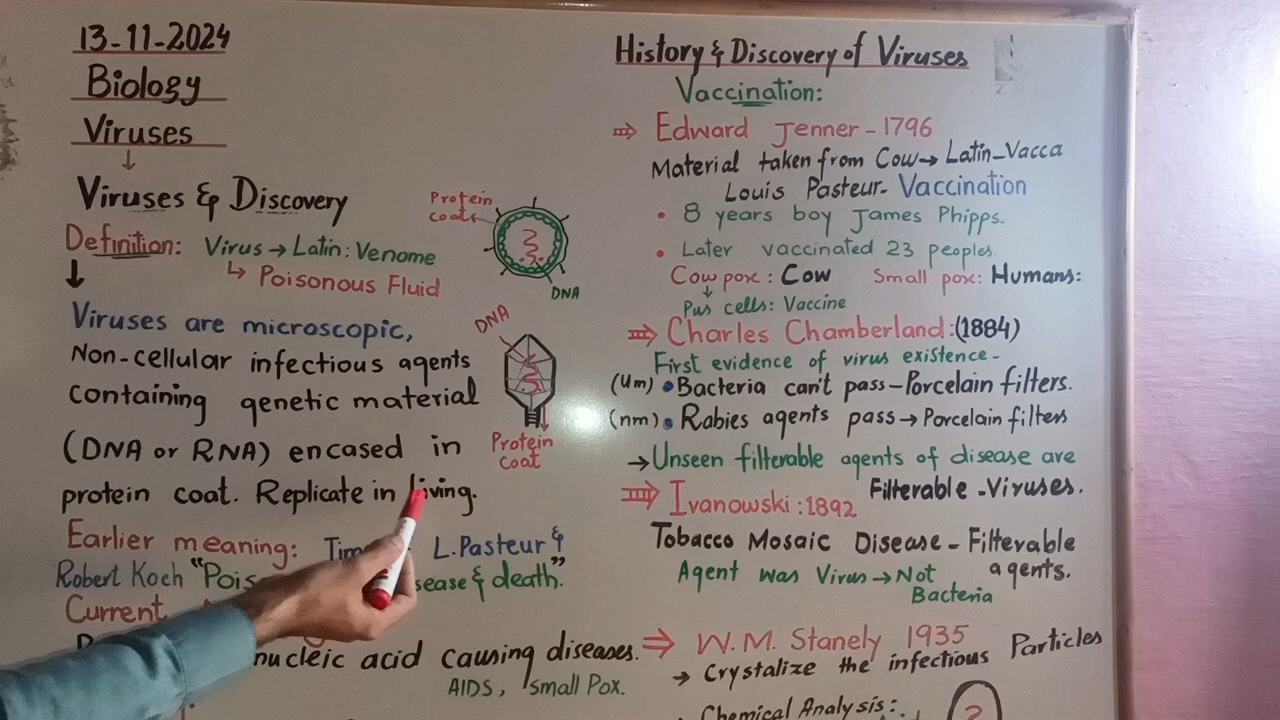 13-11-2024
Biology
Viruses
↓
Viruses & Discovery
Definition: Virus → Latin: Venome
↳ Poisonous Fluid
Viruses are microscopic,
Non-cellular infectious agents
containing genetic material
(DNA or RNA) encased in
protein coat. Replicate in living.
Earlier meaning: L. Pasteur &
Robert Koch "Pois & death."
Current
nucleic acid causing diseases.
AIDS, Small Pox.
Protein
coat
DNA
DNA
Protein
Coat
History & Discovery of Viruses
Vaccination:
⇒ Edward Jenner - 1796
Material taken from Cow → Latin-Vacca
Louis Pasteur- Vaccination
• 8 years boy James Phipps.
• Later vaccinated 23 peoples.
Cow pox: Cow Small pox: Humans:
↓
Pus cells: Vaccine
⇒ Charles Chamberland: (1884)
First evidence of virus existence-
(um) • Bacteria can't pass-Porcelain filters.
(nm) • Rabies agents pass → Porcelain filters
→ Unseen filterable agents of disease are
Filterable -Viruses.
⇒ Ivanowski: 1892
Tobacco Mosaic Disease - Filterable
agents.
Agent was Virus → Not
Bacteria
⇒ W.M. Stanely 1935
→ Crystalize the infectious Particles
Chemical Analysis: